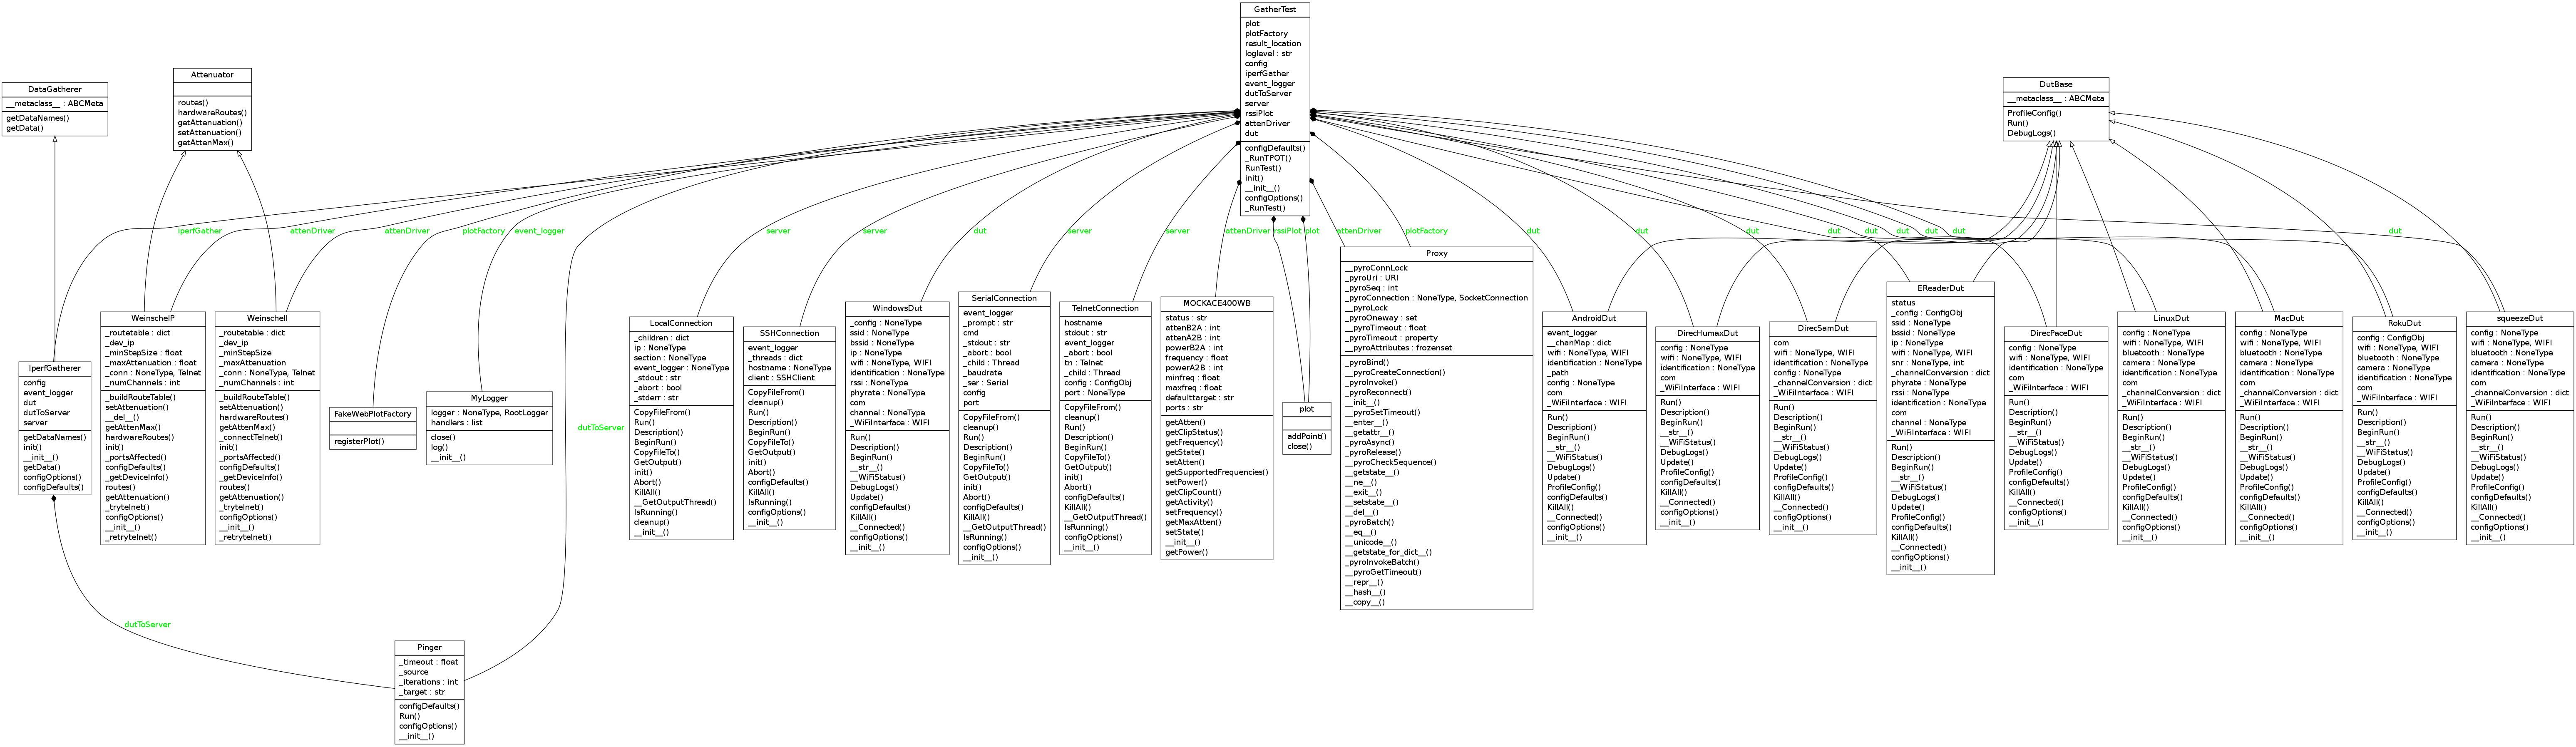 GatherTest
plot
plotFactory
result_location
loglevel : str
config
iperfGather
event_logger
dutToServer
server
rssiPlot
attenDriver
dut
configDefaults()
_RunTPOT()
RunTest()
init()
__init__()
configOptions()
_RunTest()
DataGatherer
__metaclass__ : ABCMeta
getDataNames()
getData()
Attenuator
routes()
hardwareRoutes()
getAttenuation()
setAttenuation()
getAttenMax()
DutBase
__metaclass__ : ABCMeta
ProfileConfig()
Run()
DebugLogs()
iperfGather
attenDriver
attenDriver
plotFactory
event_logger
server
server
dut
server
server
attenDriver
rssiPlot
plot
attenDriver
plotFactory
dut
dut
dut
dut
dut
dut
dut
dut
dut
IperfGatherer
config
event_logger
dut
dutToServer
server
getDataNames()
init()
__init__()
getData()
configOptions()
configDefaults()
WeinschelP
_routetable : dict
_dev_ip
_minStepSize : float
_maxAttenuation : float
_conn : NoneType, Telnet
_numChannels : int
_buildRouteTable()
setAttenuation()
__del__()
getAttenMax()
hardwareRoutes()
init()
_portsAffected()
configDefaults()
_getDeviceInfo()
routes()
getAttenuation()
_trytelnet()
configOptions()
__init__()
_retrytelnet()
WeinschelI
_routetable : dict
_dev_ip
_minStepSize
_maxAttenuation
_conn : NoneType, Telnet
_numChannels : int
_buildRouteTable()
setAttenuation()
hardwareRoutes()
getAttenMax()
_connectTelnet()
init()
_portsAffected()
configDefaults()
_getDeviceInfo()
routes()
getAttenuation()
_trytelnet()
configOptions()
__init__()
_retrytelnet()
FakeWebPlotFactory
registerPlot()
MyLogger
logger : NoneType, RootLogger
handlers : list
close()
log()
__init__()
dutToServer
LocalConnection
_children : dict
ip : NoneType
section : NoneType
event_logger : NoneType
_stdout : str
_abort : bool
_stderr : str
CopyFileFrom()
Run()
Description()
BeginRun()
CopyFileTo()
GetOutput()
init()
Abort()
KillAll()
__GetOutputThread()
IsRunning()
cleanup()
__init__()
SSHConnection
event_logger
_threads : dict
hostname : NoneType
client : SSHClient
CopyFileFrom()
cleanup()
Run()
Description()
BeginRun()
CopyFileTo()
GetOutput()
init()
Abort()
configDefaults()
KillAll()
IsRunning()
configOptions()
__init__()
WindowsDut
_config : NoneType
ssid : NoneType
bssid : NoneType
ip : NoneType
wifi : NoneType, WIFI
identification : NoneType
rssi : NoneType
phyrate : NoneType
com
channel : NoneType
_WiFiInterface : WIFI
Run()
Description()
BeginRun()
__str__()
__WiFiStatus()
DebugLogs()
Update()
configDefaults()
KillAll()
__Connected()
configOptions()
__init__()
SerialConnection
event_logger
_prompt : str
cmd
_stdout : str
_abort : bool
_child : Thread
_baudrate
_ser : Serial
config
port
CopyFileFrom()
cleanup()
Run()
Description()
BeginRun()
CopyFileTo()
GetOutput()
init()
Abort()
configDefaults()
KillAll()
__GetOutputThread()
IsRunning()
configOptions()
__init__()
TelnetConnection
hostname
stdout : str
event_logger
_abort : bool
tn : Telnet
_child : Thread
config : ConfigObj
port : NoneType
CopyFileFrom()
cleanup()
Run()
Description()
BeginRun()
CopyFileTo()
GetOutput()
init()
Abort()
configDefaults()
KillAll()
__GetOutputThread()
IsRunning()
configOptions()
__init__()
MOCKACE400WB
status : str
attenB2A : int
attenA2B : int
powerB2A : int
frequency : float
powerA2B : int
minfreq : float
maxfreq : float
defaulttarget : str
ports : str
getAtten()
getClipStatus()
getFrequency()
getState()
setAtten()
getSupportedFrequencies()
setPower()
getClipCount()
getActivity()
setFrequency()
getMaxAtten()
setState()
__init__()
getPower()
plot
addPoint()
close()
Proxy
__pyroConnLock
_pyroUri : URI
_pyroSeq : int
_pyroConnection : NoneType, SocketConnection
__pyroLock
_pyroOneway : set
__pyroTimeout : float
_pyroTimeout : property
__pyroAttributes : frozenset
_pyroBind()
__pyroCreateConnection()
_pyroInvoke()
_pyroReconnect()
__init__()
__pyroSetTimeout()
__enter__()
__getattr__()
_pyroAsync()
_pyroRelease()
__pyroCheckSequence()
__getstate__()
__ne__()
__exit__()
__setstate__()
__del__()
_pyroBatch()
__eq__()
__unicode__()
__getstate_for_dict__()
_pyroInvokeBatch()
__pyroGetTimeout()
__repr__()
__hash__()
__copy__()
AndroidDut
event_logger
__chanMap : dict
wifi : NoneType, WIFI
identification : NoneType
_path
config : NoneType
com
_WiFiInterface : WIFI
Run()
Description()
BeginRun()
__str__()
__WiFiStatus()
DebugLogs()
Update()
ProfileConfig()
configDefaults()
KillAll()
__Connected()
configOptions()
__init__()
DirecHumaxDut
config : NoneType
wifi : NoneType, WIFI
identification : NoneType
com
_WiFiInterface : WIFI
Run()
Description()
BeginRun()
__str__()
__WiFiStatus()
DebugLogs()
Update()
ProfileConfig()
configDefaults()
KillAll()
__Connected()
configOptions()
__init__()
DirecSamDut
com
wifi : NoneType, WIFI
identification : NoneType
config : NoneType
_channelConversion : dict
_WiFiInterface : WIFI
Run()
Description()
BeginRun()
__str__()
__WiFiStatus()
DebugLogs()
Update()
ProfileConfig()
configDefaults()
KillAll()
__Connected()
configOptions()
__init__()
EReaderDut
status
_config : ConfigObj
ssid : NoneType
bssid : NoneType
ip : NoneType
wifi : NoneType, WIFI
snr : NoneType, int
_channelConversion : dict
phyrate : NoneType
rssi : NoneType
identification : NoneType
com
channel : NoneType
_WiFiInterface : WIFI
Run()
Description()
BeginRun()
__str__()
__WiFiStatus()
DebugLogs()
Update()
ProfileConfig()
configDefaults()
KillAll()
__Connected()
configOptions()
__init__()
DirecPaceDut
config : NoneType
wifi : NoneType, WIFI
identification : NoneType
com
_WiFiInterface : WIFI
Run()
Description()
BeginRun()
__str__()
__WiFiStatus()
DebugLogs()
Update()
ProfileConfig()
configDefaults()
KillAll()
__Connected()
configOptions()
__init__()
LinuxDut
config : NoneType
wifi : NoneType, WIFI
bluetooth : NoneType
camera : NoneType
identification : NoneType
com
_channelConversion : dict
_WiFiInterface : WIFI
Run()
Description()
BeginRun()
__str__()
__WiFiStatus()
DebugLogs()
Update()
ProfileConfig()
configDefaults()
KillAll()
__Connected()
configOptions()
__init__()
MacDut
config : NoneType
wifi : NoneType, WIFI
bluetooth : NoneType
camera : NoneType
identification : NoneType
com
_channelConversion : dict
_WiFiInterface : WIFI
Run()
Description()
BeginRun()
__str__()
__WiFiStatus()
DebugLogs()
Update()
ProfileConfig()
configDefaults()
KillAll()
__Connected()
configOptions()
__init__()
RokuDut
config : ConfigObj
wifi : NoneType, WIFI
bluetooth : NoneType
camera : NoneType
identification : NoneType
com
_WiFiInterface : WIFI
Run()
Description()
BeginRun()
__str__()
__WiFiStatus()
DebugLogs()
Update()
ProfileConfig()
configDefaults()
KillAll()
__Connected()
configOptions()
__init__()
squeezeDut
config : NoneType
wifi : NoneType, WIFI
bluetooth : NoneType
camera : NoneType
identification : NoneType
com
_channelConversion : dict
_WiFiInterface : WIFI
Run()
Description()
BeginRun()
__str__()
__WiFiStatus()
DebugLogs()
Update()
ProfileConfig()
configDefaults()
KillAll()
__Connected()
configOptions()
__init__()
dutToServer
Pinger
_timeout : float
_source
_iterations : int
_target : str
configDefaults()
Run()
configOptions()
__init__()